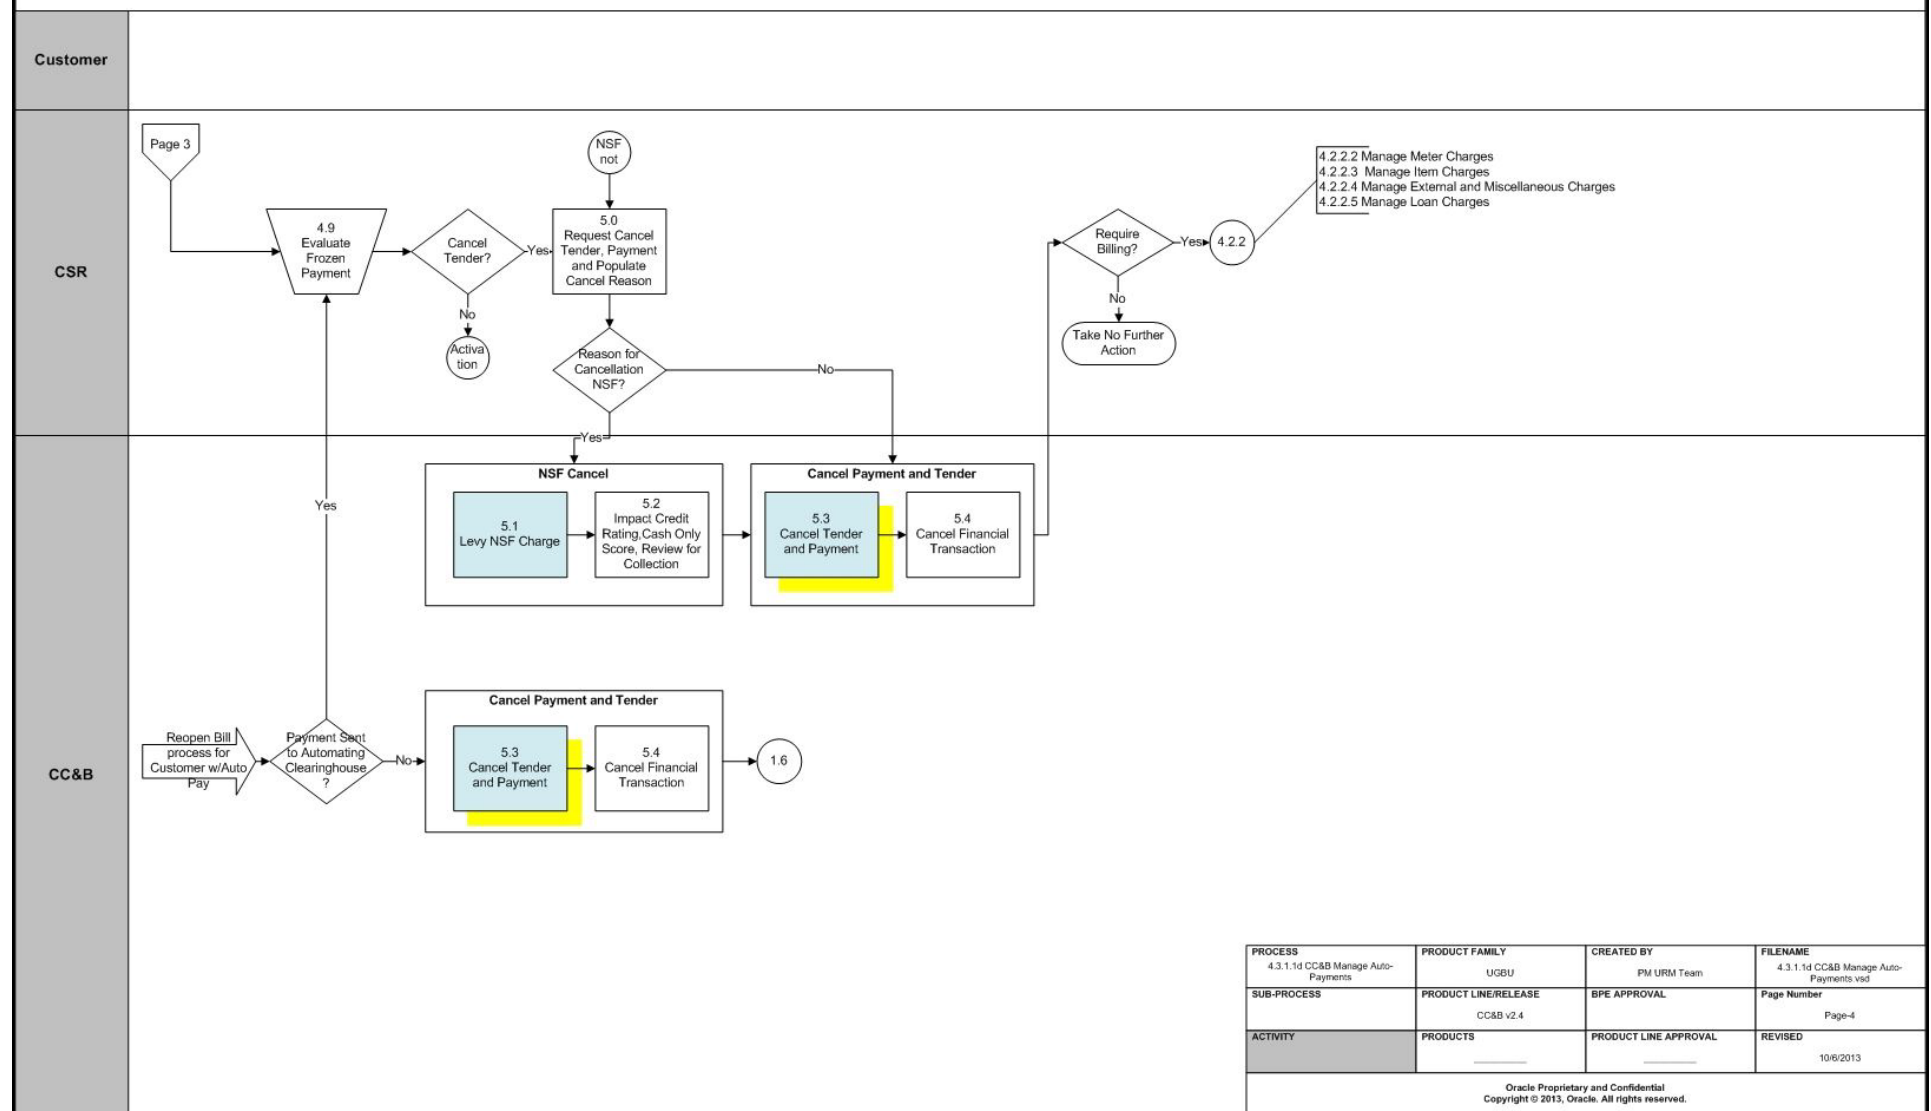 Customer
CSR
Page 3
4.9
Evaluate
Frozen
Payment
Cancel
Tender?
Yes
No
Activa
tion
NSF
not
5.0
Request Cancel
Tender, Payment
and Populate
Cancel Reason
Reason for
Cancellation
NSF?
No
Yes
Require
Billing?
Yes
4.2.2
No
Take No Further
Action
4.2.2.2 Manage Meter Charges
4.2.2.3 Manage Item Charges
4.2.2.4 Manage External and Miscellaneous Charges
4.2.2.5 Manage Loan Charges
CC&B
Yes
NSF Cancel
5.1
Levy NSF Charge
5.2
Impact Credit
Rating,Cash Only
Score, Review for
Collection
Cancel Payment and Tender
5.3
Cancel Tender
and Payment
5.4
Cancel Financial
Transaction
Reopen Bill
process for
Customer w/Auto
Pay
Payment Sent
to Automating
Clearinghouse
?
No
Cancel Payment and Tender
5.3
Cancel Tender
and Payment
5.4
Cancel Financial
Transaction
1.6
PROCESS
4.3.1.1d CC&B Manage Auto-
Payments
PRODUCT FAMILY
UGBU
CREATED BY
PM URM Team
FILENAME
4.3.1.1d CC&B Manage Auto-
Payments.vsd
SUB-PROCESS
PRODUCT LINE/RELEASE
CC&B v2.4
BPE APPROVAL
Page Number
Page-4
ACTIVITY
PRODUCTS
PRODUCT LINE APPROVAL
REVISED
10/6/2013
Oracle Proprietary and Confidential
Copyright © 2013, Oracle. All rights reserved.